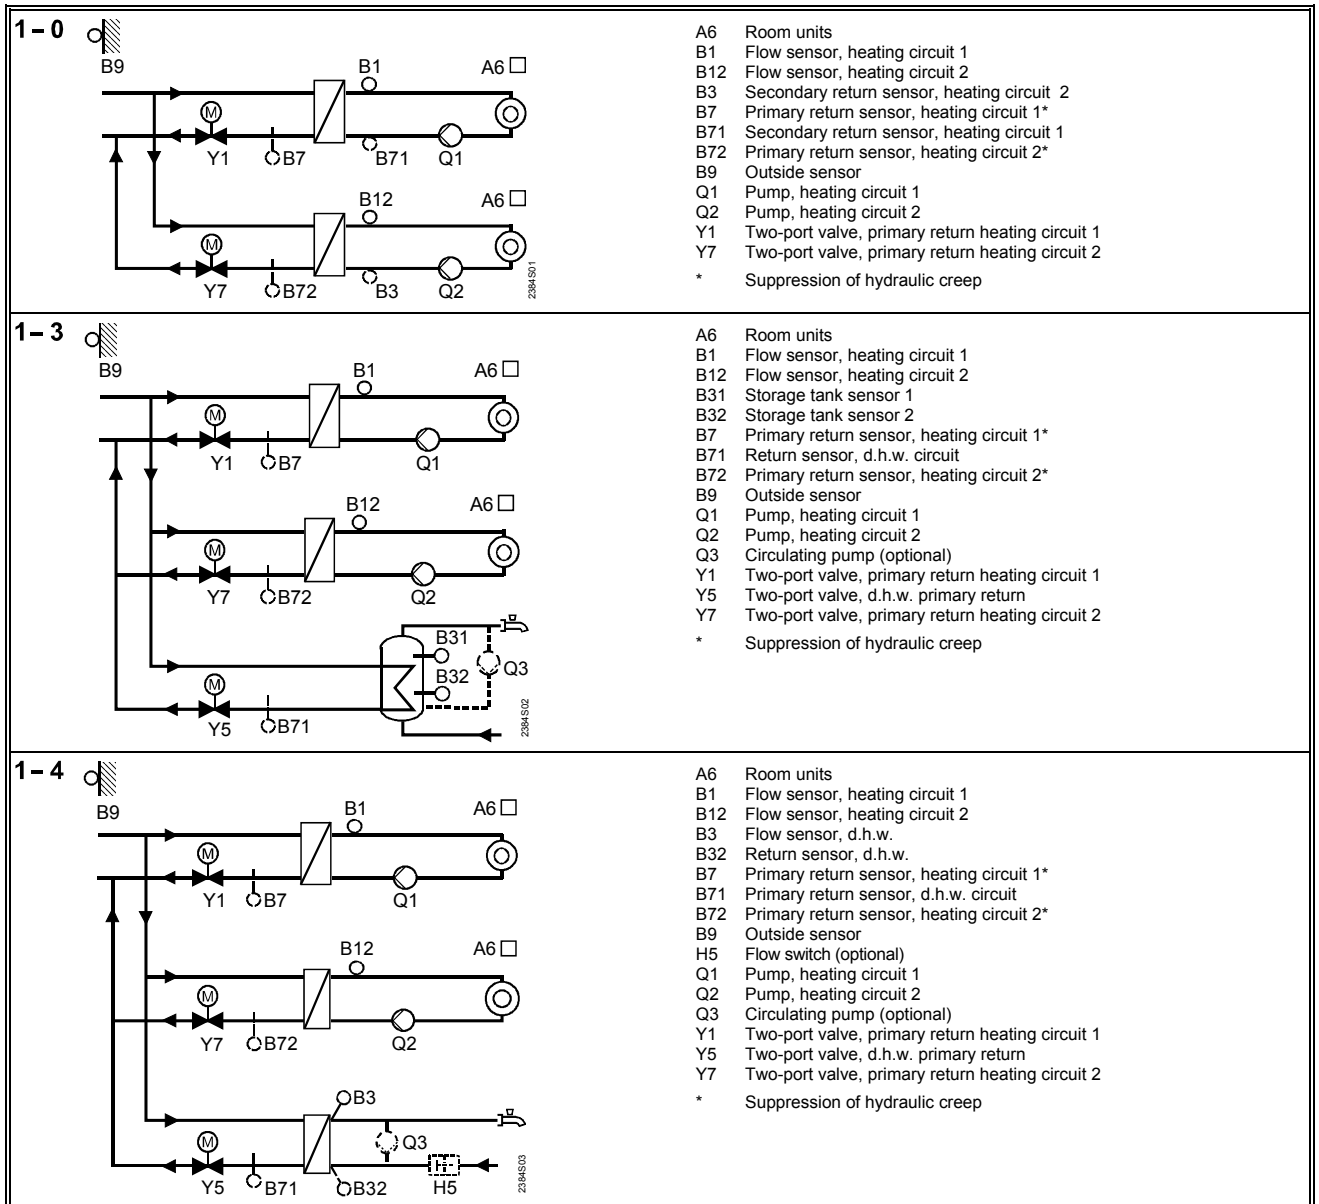 1 – 0
B9
B1
A6
M
Y1
B7
B71
Q1
B12
A6
M
Y7
B72
B3
Q2
2384S01
A6 Room units
B1 Flow sensor, heating circuit 1
B12 Flow sensor, heating circuit 2
B3 Secondary return sensor, heating circuit 2
B7 Primary return sensor, heating circuit 1*
B71 Secondary return sensor, heating circuit 1
B72 Primary return sensor, heating circuit 2*
B9 Outside sensor
Q1 Pump, heating circuit 1
Q2 Pump, heating circuit 2
Y1 Two-port valve, primary return heating circuit 1
Y7 Two-port valve, primary return heating circuit 2
* Suppression of hydraulic creep
1 – 3
B9
B1
A6
M
Y1
B7
Q1
B12
A6
M
Y7
B72
Q2
B31
B32
Q3
M
Y5
B71
2384S02
A6 Room units
B1 Flow sensor, heating circuit 1
B12 Flow sensor, heating circuit 2
B31 Storage tank sensor 1
B32 Storage tank sensor 2
B7 Primary return sensor, heating circuit 1*
B71 Return sensor, d.h.w. circuit
B72 Primary return sensor, heating circuit 2*
B9 Outside sensor
Q1 Pump, heating circuit 1
Q2 Pump, heating circuit 2
Q3 Circulating pump (optional)
Y1 Two-port valve, primary return heating circuit 1
Y5 Two-port valve, d.h.w. primary return
Y7 Two-port valve, primary return heating circuit 2
* Suppression of hydraulic creep
1 – 4
B9
B1
A6
M
Y1
B7
Q1
B12
A6
M
Y7
B72
Q2
B3
Q3
M
Y5
B71
B32
H5
2384S03
A6 Room units
B1 Flow sensor, heating circuit 1
B12 Flow sensor, heating circuit 2
B3 Flow sensor, d.h.w.
B32 Return sensor, d.h.w.
B7 Primary return sensor, heating circuit 1*
B71 Primary return sensor, d.h.w. circuit
B72 Primary return sensor, heating circuit 2*
B9 Outside sensor
H5 Flow switch (optional)
Q1 Pump, heating circuit 1
Q2 Pump, heating circuit 2
Q3 Circulating pump (optional)
Y1 Two-port valve, primary return heating circuit 1
Y5 Two-port valve, d.h.w. primary return
Y7 Two-port valve, primary return heating circuit 2
* Suppression of hydraulic creep